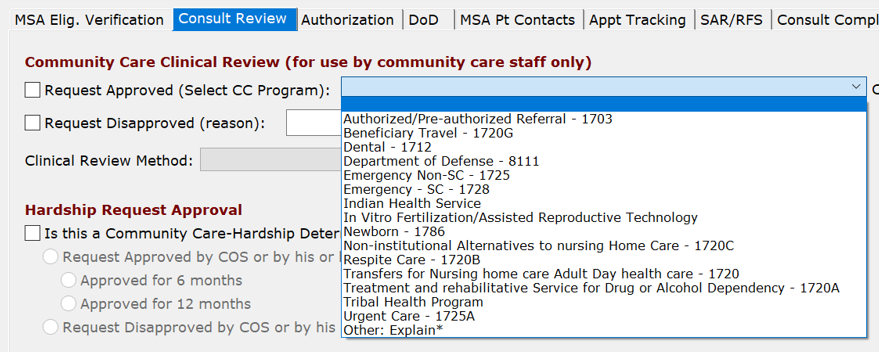 MSA Elig. Verification Consult Review Authorization DoD MSA Pt Contacts Appt Tracking SAR/RFS Consult Compl
Community Care Clinical Review (for use by community care staff only)
Request Approved (Select CC Program):
Request Disapproved (reason):
Clinical Review Method:
Authorized/Pre-authorized Referral - 1703
Beneficiary Travel - 1720G
Dental - 1712
Department of Defense - 8111
Emergency Non-SC - 1725
Emergency - SC - 1728
Indian Health Service
In Vitro Fertilization/Assisted Reproductive Technology
Newborn - 1786
Non-institutional Alternatives to nursing Home Care - 1720C
Respite Care - 1720B
Transfers for Nursing home care Adult Day health care - 1720
Treatment and rehabilitative Service for Drug or Alcohol Dependency - 1720A
Tribal Health Program
Urgent Care - 1725A
Other: Explain*
Hardship Request Approval
Is this a Community Care-Hardship Deter
Request Approved by COS or by his or
Approved for 6 months
Approved for 12 months
Request Disapproved by COS or by his